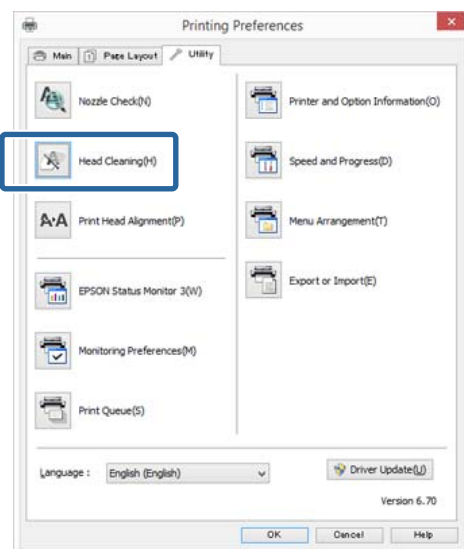 Printing Preferences
Main
Page Layout
Utility
Nozzle Check(N)
Head Cleaning(H)
Print Head Alignment(P)
EPSON Status Monitor 3(W)
Monitoring Preferences(M)
Print Queue(S)
Printer and Option Information(O)
Speed and Progress(D)
Menu Arrangement(T)
Export or Import(E)
Language :
English (English)
Driver Update(U)
Version 6.70
OK
Cancel
Help